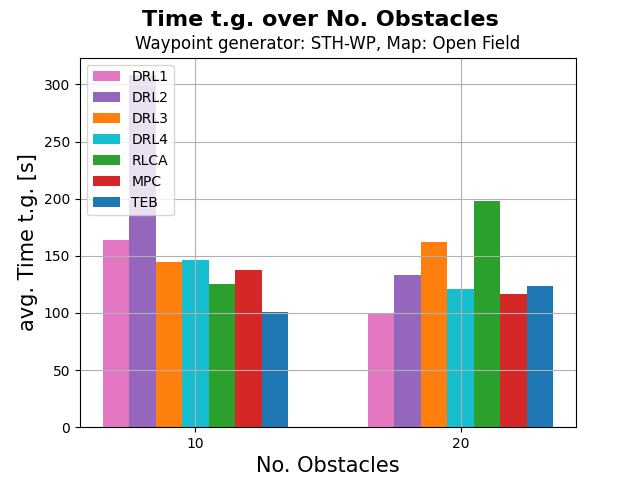 Time t.g. over No. Obstacles
Waypoint generator: STH-WP, Map: Open Field
avg. Time t.g. [s]
300
250
200
150
100
50
0
DRL1
DRL2
DRL3
DRL4
RLCA
MPC
TEB
10
20
No. Obstacles